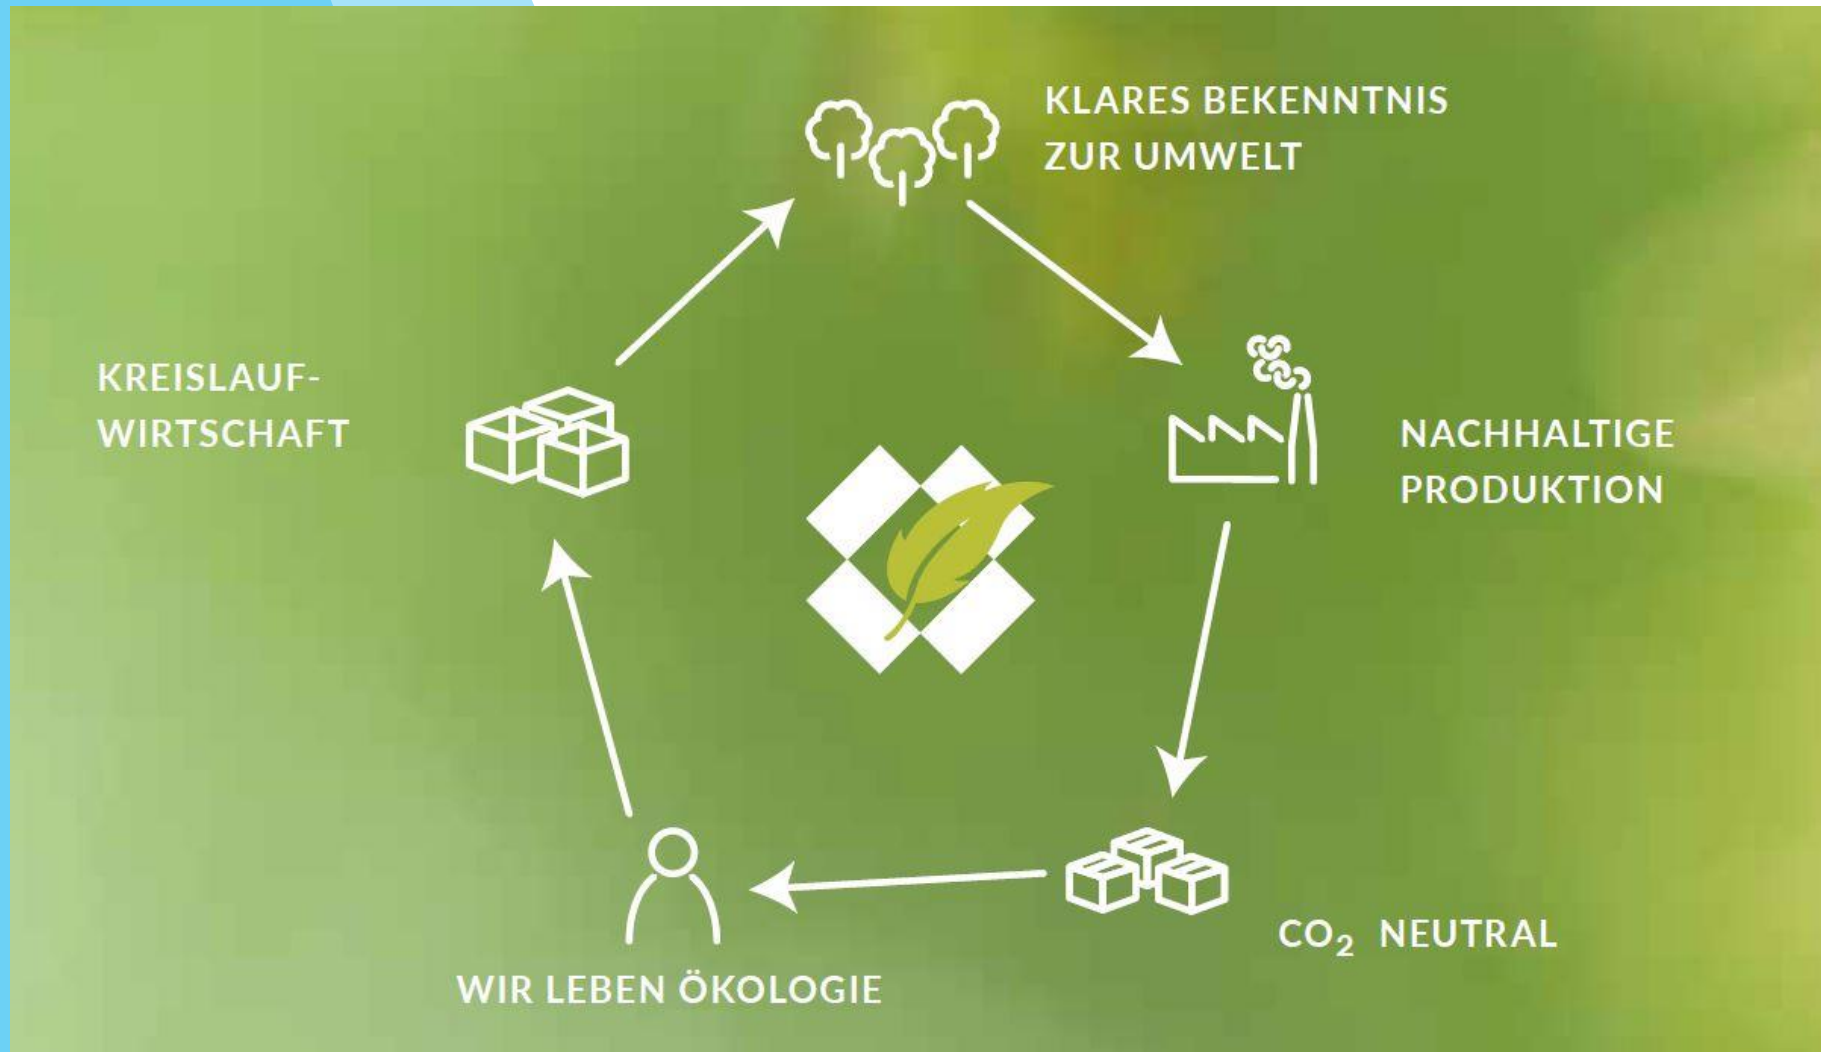 KLARES BEKENNTNIS
ZUR UMWELT
NACHHALTIGE
PRODUKTION
CO₂ NEUTRAL
WIR LEBEN ÖKOLOGIE
KREISLAUF-
WIRTSCHAFT